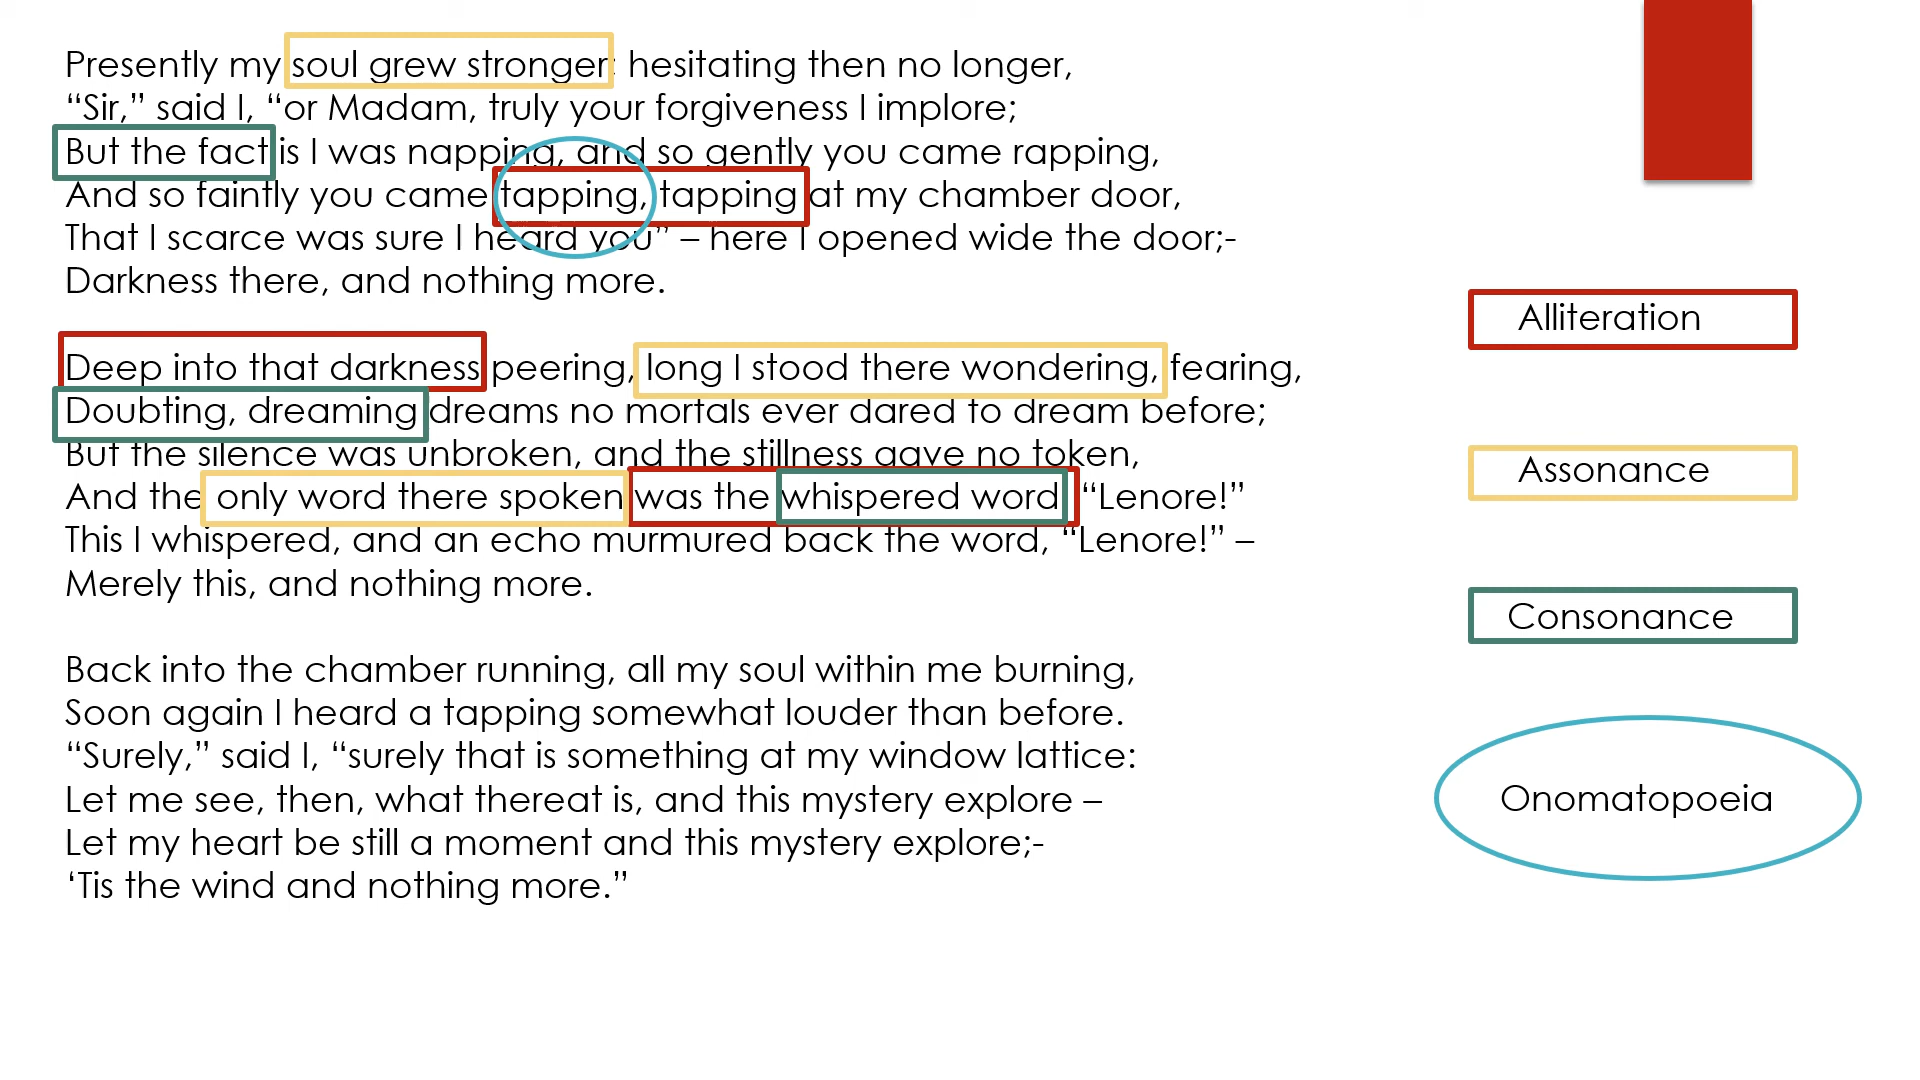 Presently my soul grew stronger; hesitating then no longer,
“Sir,” said I, “or Madam, truly your forgiveness I implore;
But the fact is I was napping, and so gently you came rapping,
And so faintly you came tapping, tapping at my chamber door,
That I scarce was sure I heard you” – here I opened wide the door;-
Darkness there, and nothing more.
Deep into that darkness peering, long I stood there wondering, fearing,
Doubting, dreaming dreams no mortals ever dared to dream before;
But the silence was unbroken, and the stillness gave no token,
And the only word there spoken was the whispered word, “Lenore!”
This I whispered, and an echo murmured back the word, “Lenore!” –
Merely this, and nothing more.
Back into the chamber running, all my soul within me burning,
Soon again I heard a tapping somewhat louder than before.
“Surely,” said I, “surely that is something at my window lattice:
Let me see, then, what thereat is, and this mystery explore –
Let my heart be still a moment and this mystery explore;-
‘Tis the wind and nothing more.”
Alliteration
Assonance
Consonance
Onomatopoeia